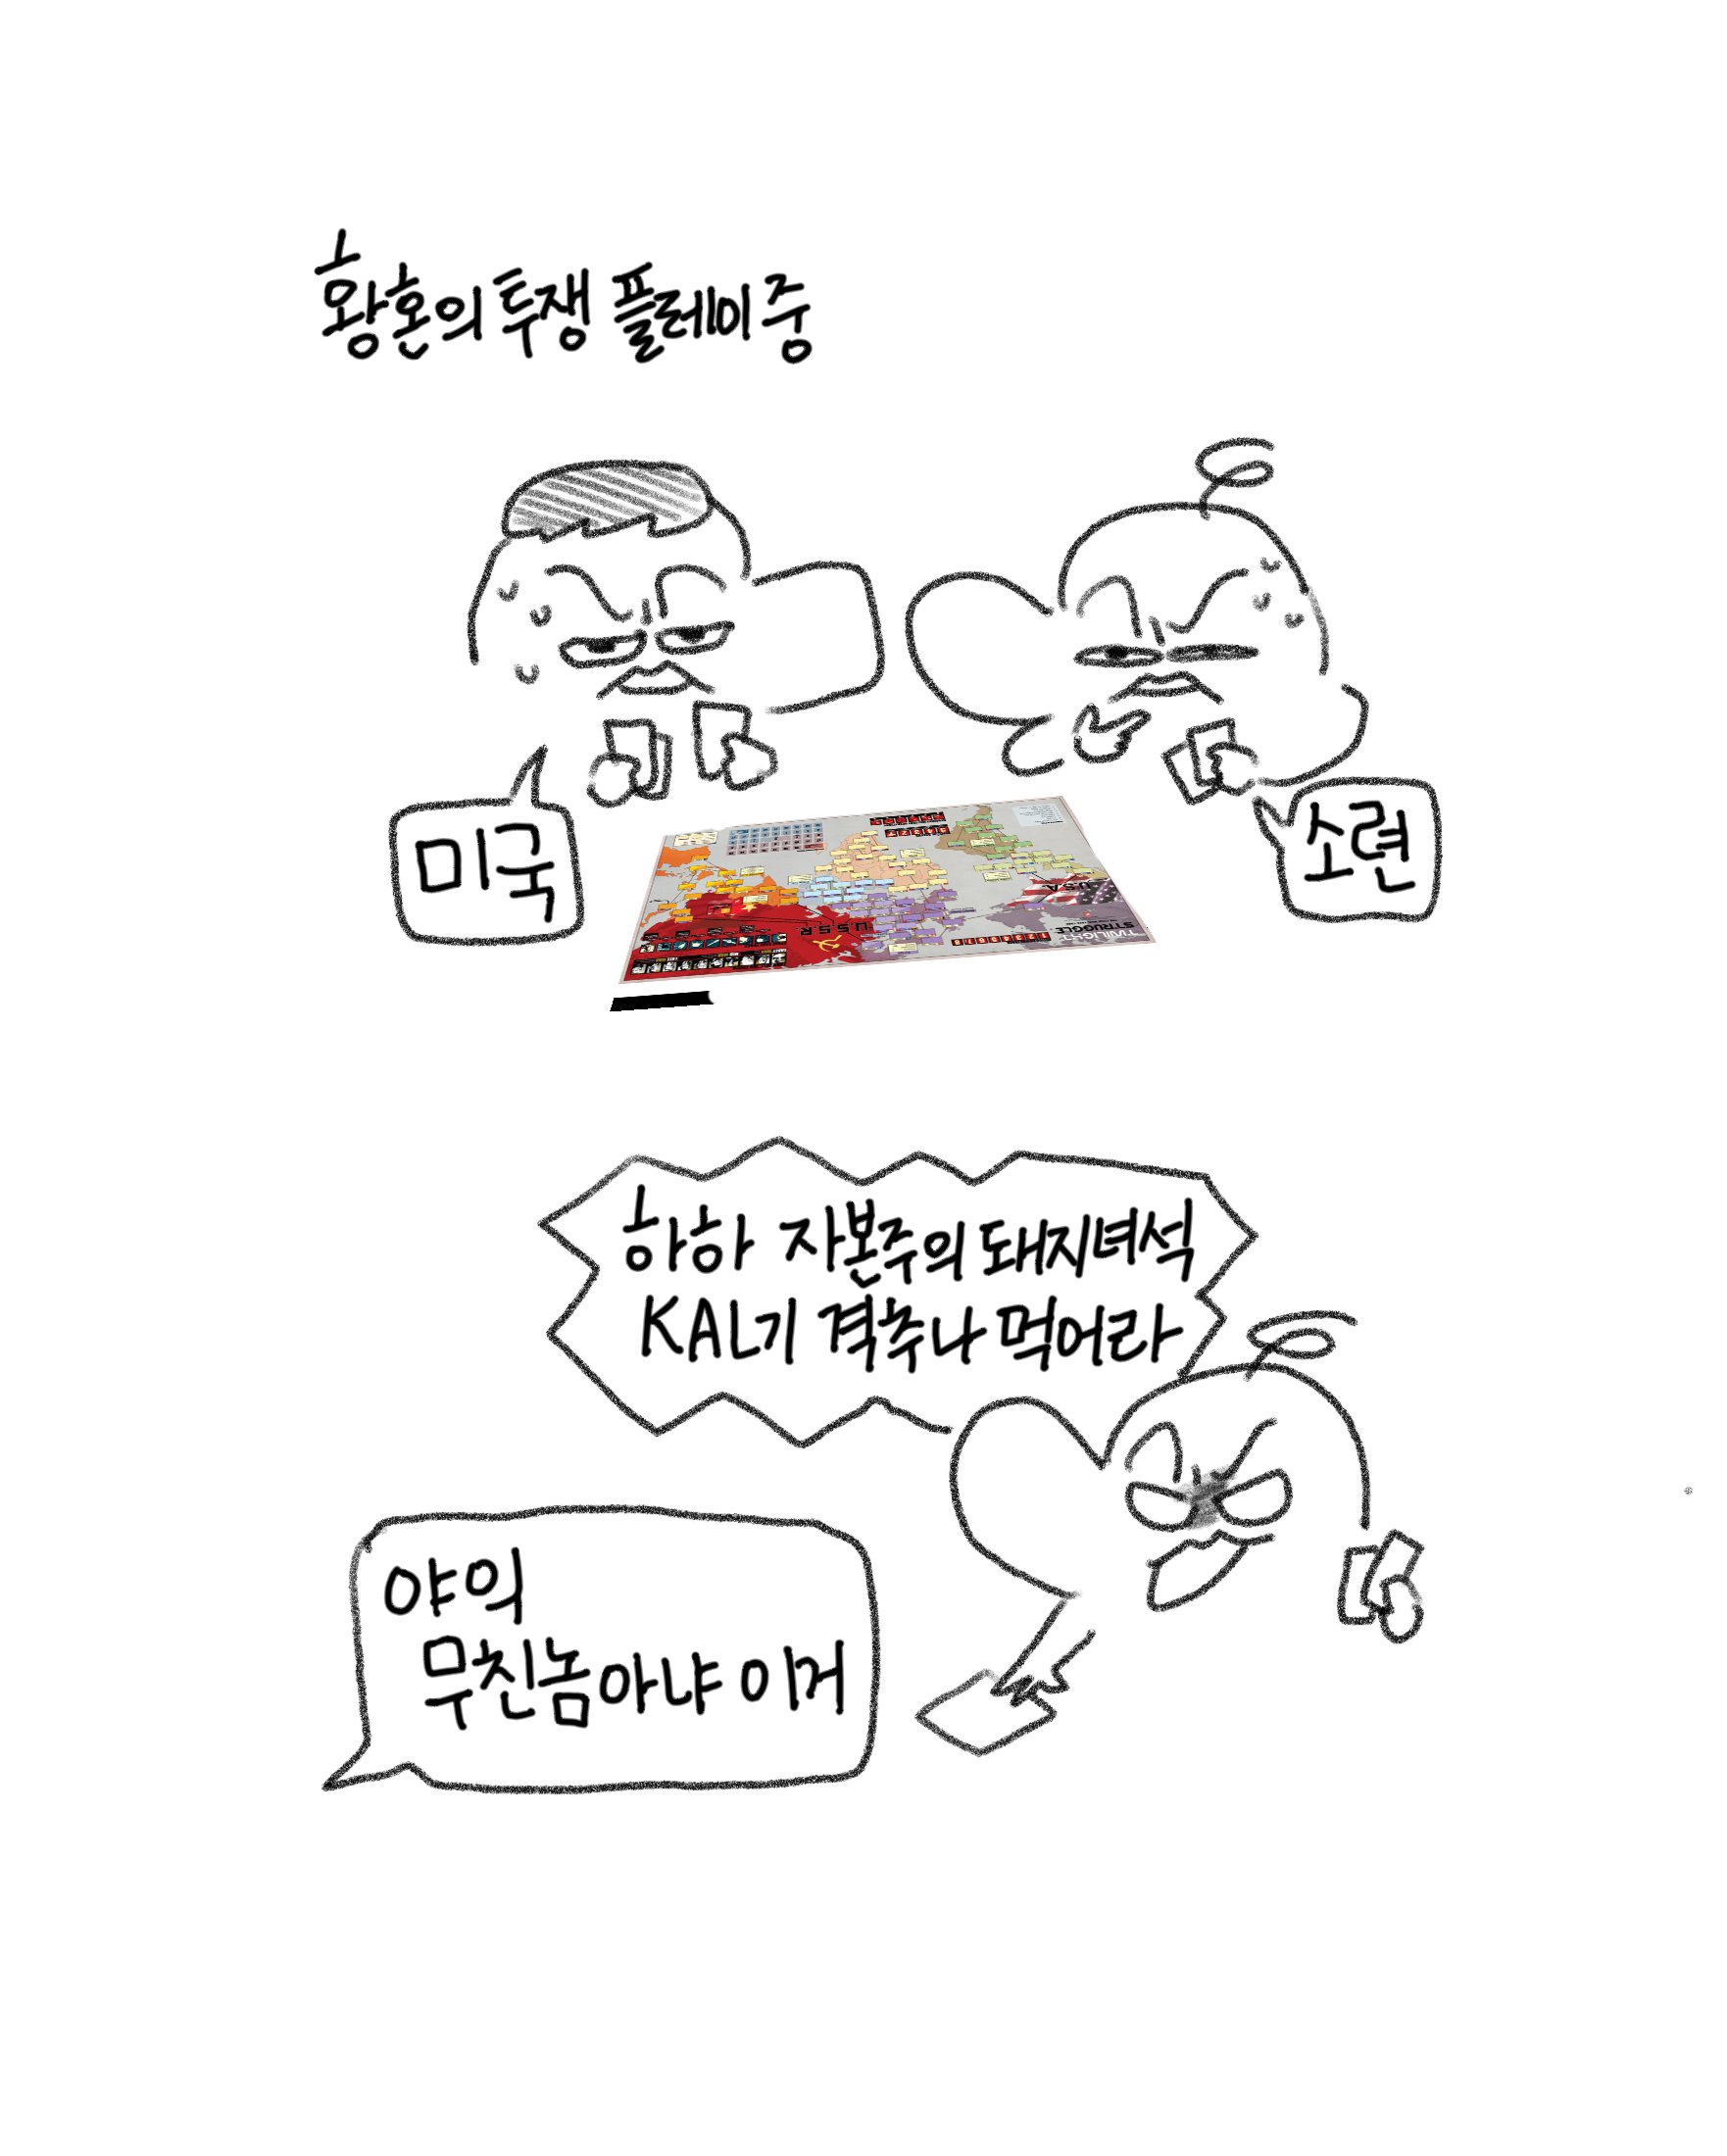 황혼의 투쟁 플레이 중
미국
소련
U.S.A.
U.S.S.R.
TWILIGHT
STRUGGLE
하하 자본주의 돼지녀석
KAL기 격추나 먹어라
야익
무친놈아냐 이거